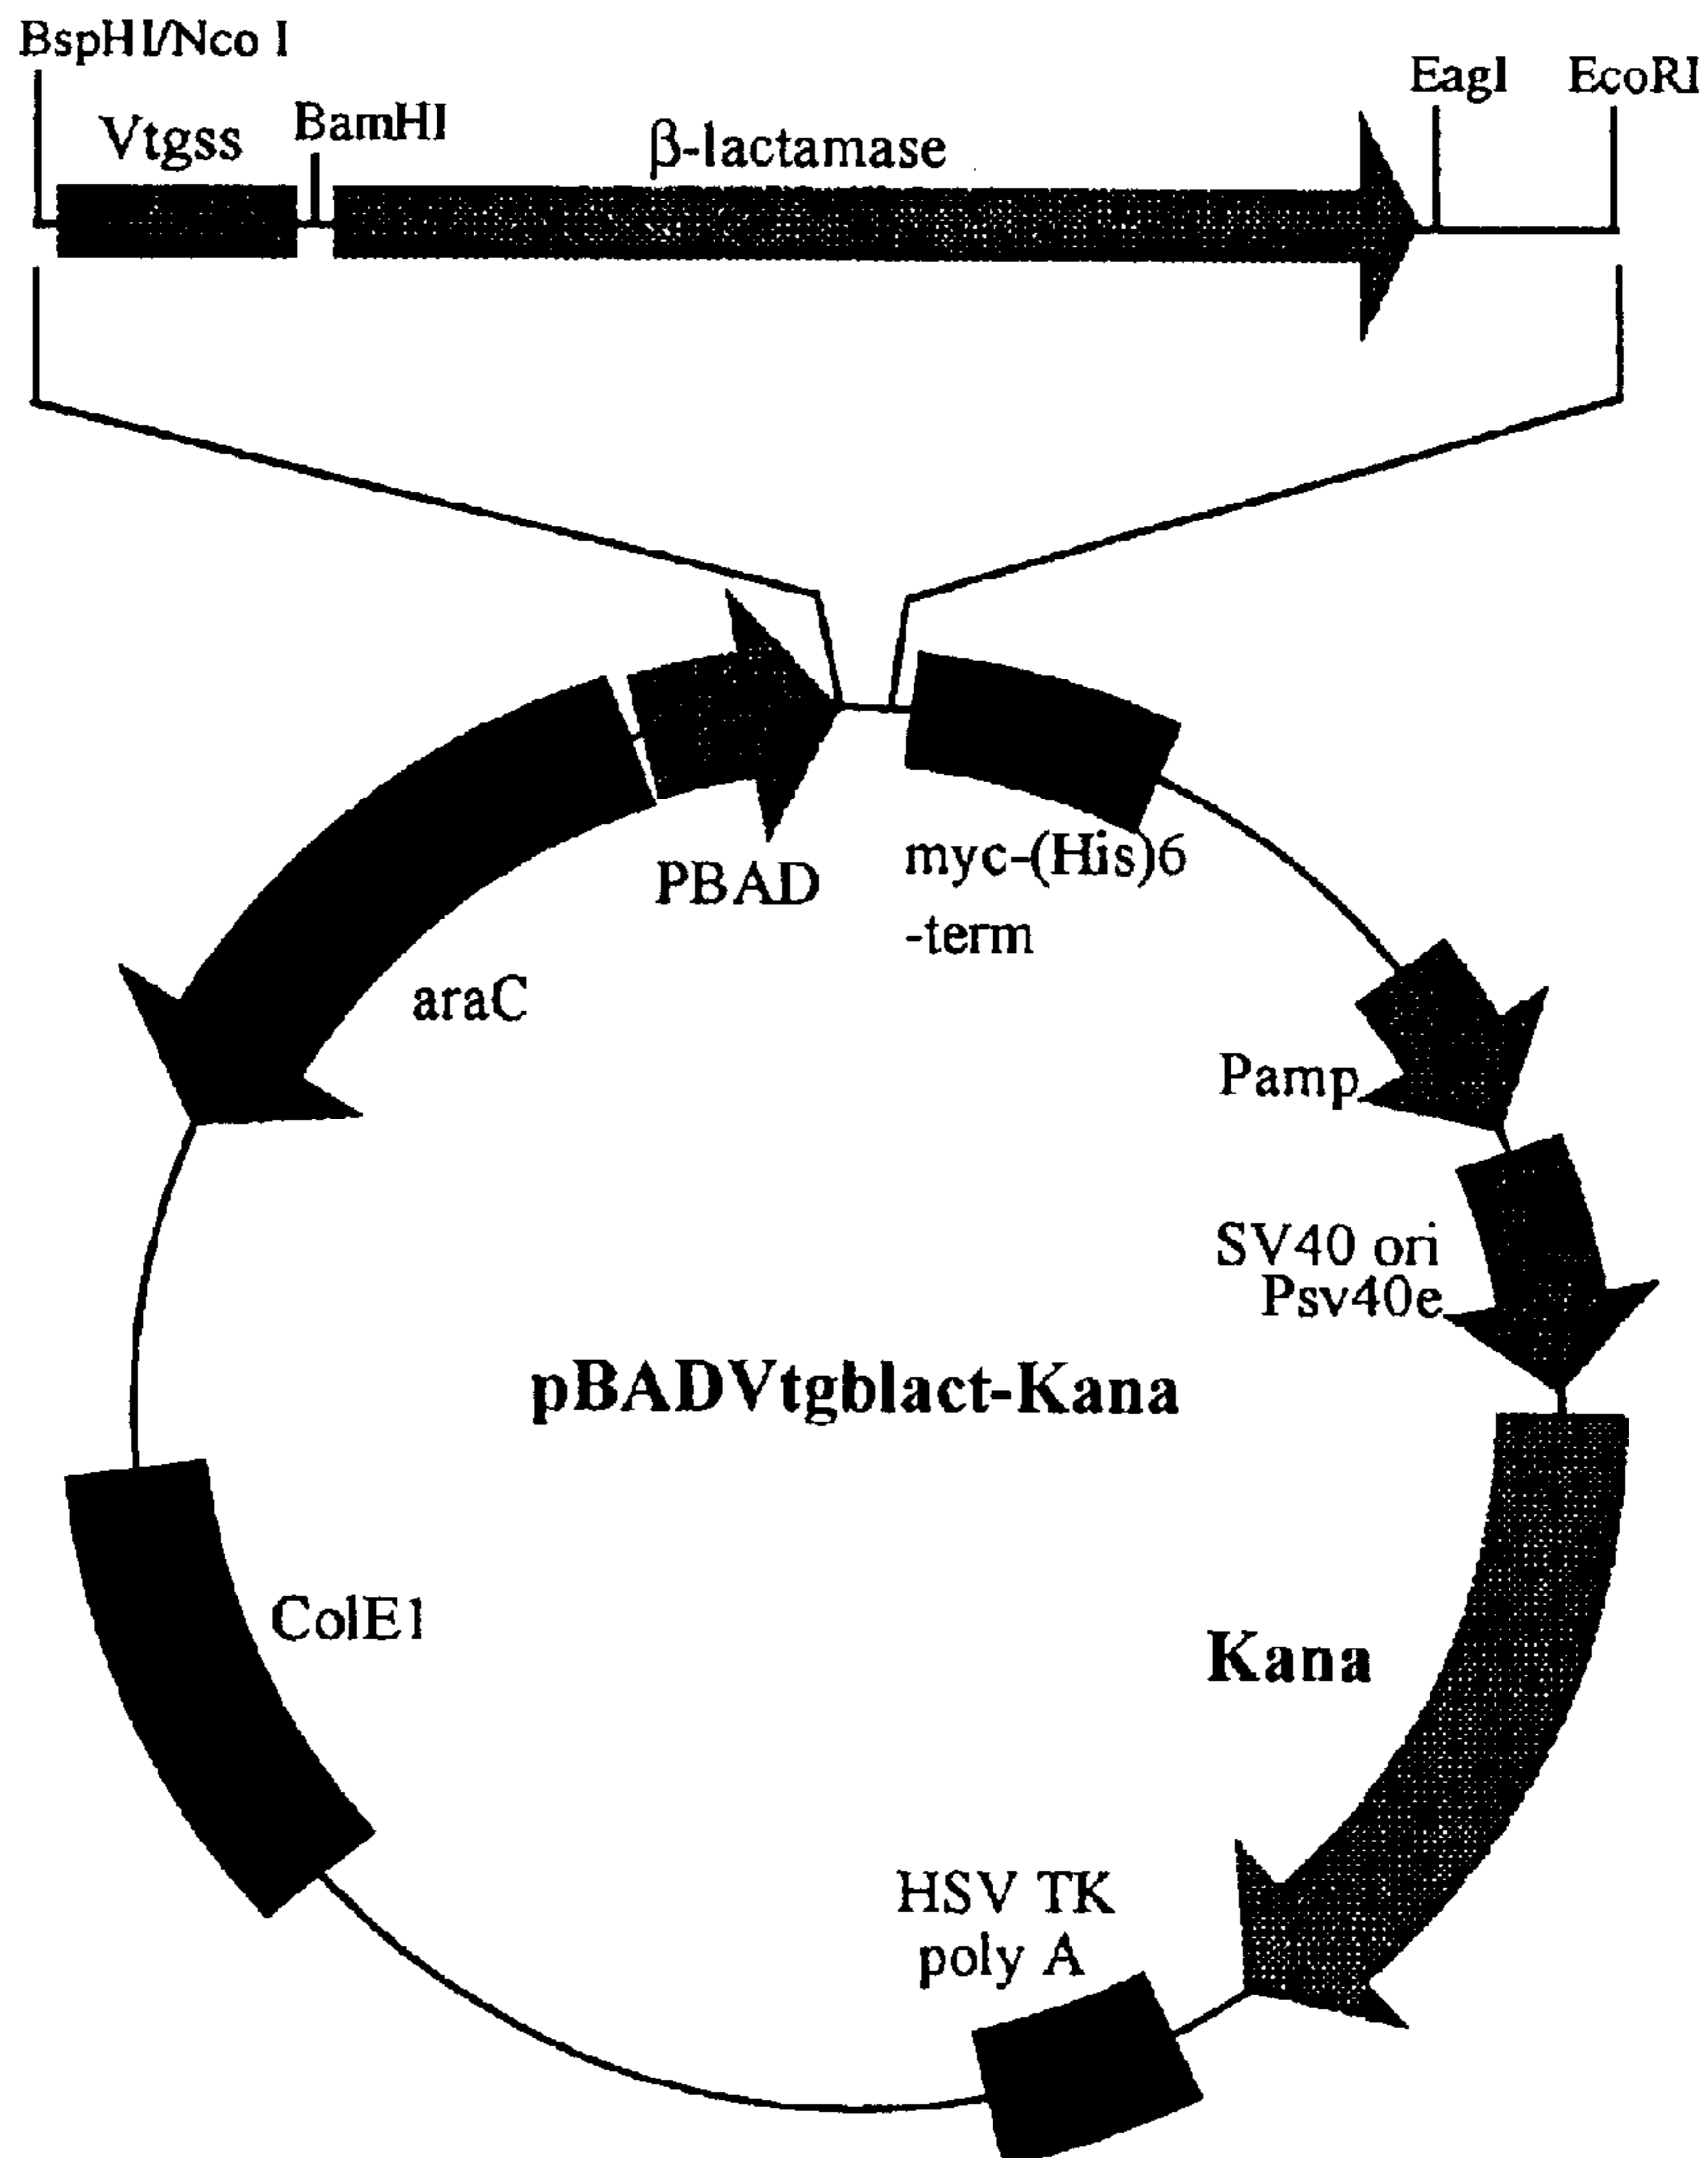 BspHI/Nco I
EagI
EcoRI
Vtgss
BamHI
β-lactamase
PBAD
myc-(His)6
-term
araC
Pamp
SV40 ori
Psv40e
pBADVtgblact-Kana
ColE1
Kana
HSV TK
poly A